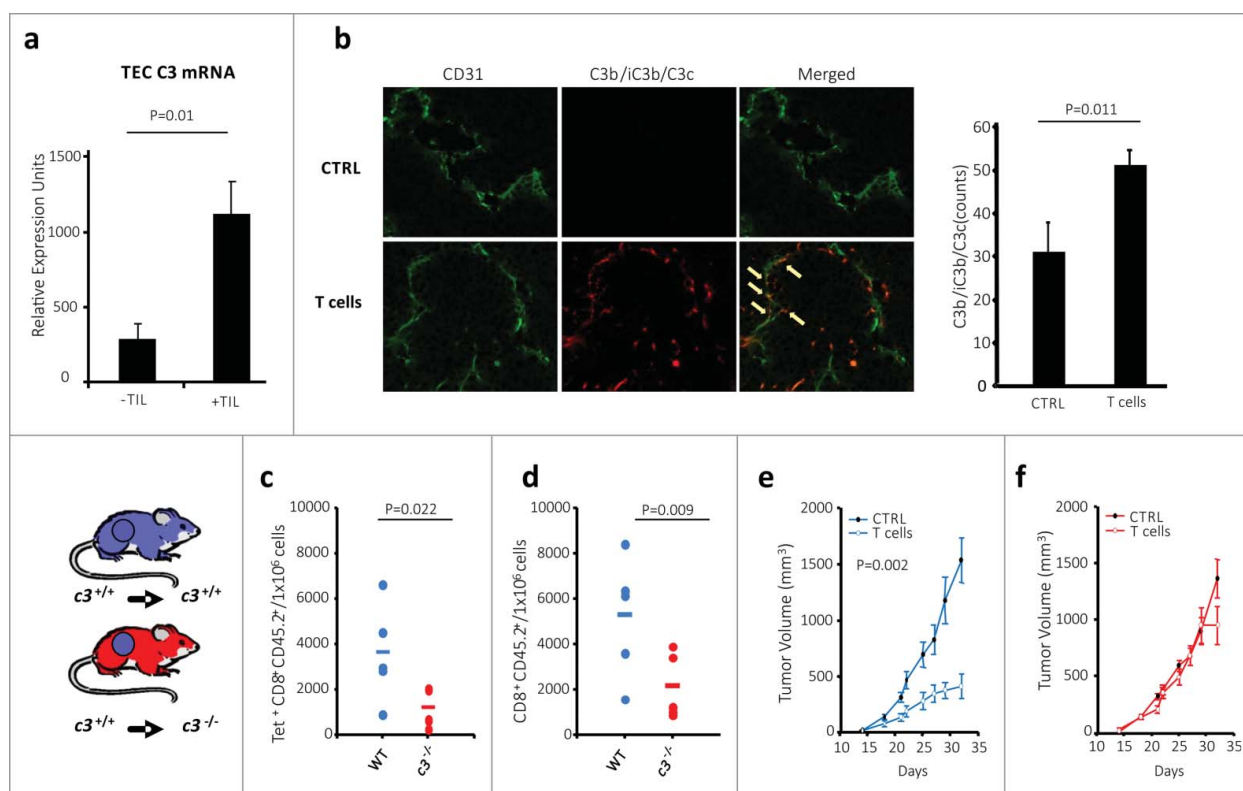 a
TEC C3 mRNA
P=0.01
Relative Expression Units
1500
1000
500
0
-TIL
+TIL
b
CD31
C3b/iC3b/C3c
Merged
CTRL
T cells
P=0.011
C3b/iC3b/C3c(counts)
60
50
40
30
20
10
0
CTRL
T cells
c3+/+ c3+/+
c3+/+ c3-/-
c
P=0.022
Tet+ CD8+ CD45.2+/1x10⁶ cells
10000
8000
6000
4000
2000
0
WT
c3-/-
d
P=0.009
CD8+ CD45.2+/1x10⁶ cells
10000
8000
6000
4000
2000
0
WT
c3-/-
e
CTRL
T cells
P=0.002
Tumor Volume (mm³)
2000
1500
1000
500
0
10 15 20 25 30 35
Days
f
CTRL
T cells
Tumor Volume (mm³)
2000
1500
1000
500
0
10 15 20 25 30 35
Days